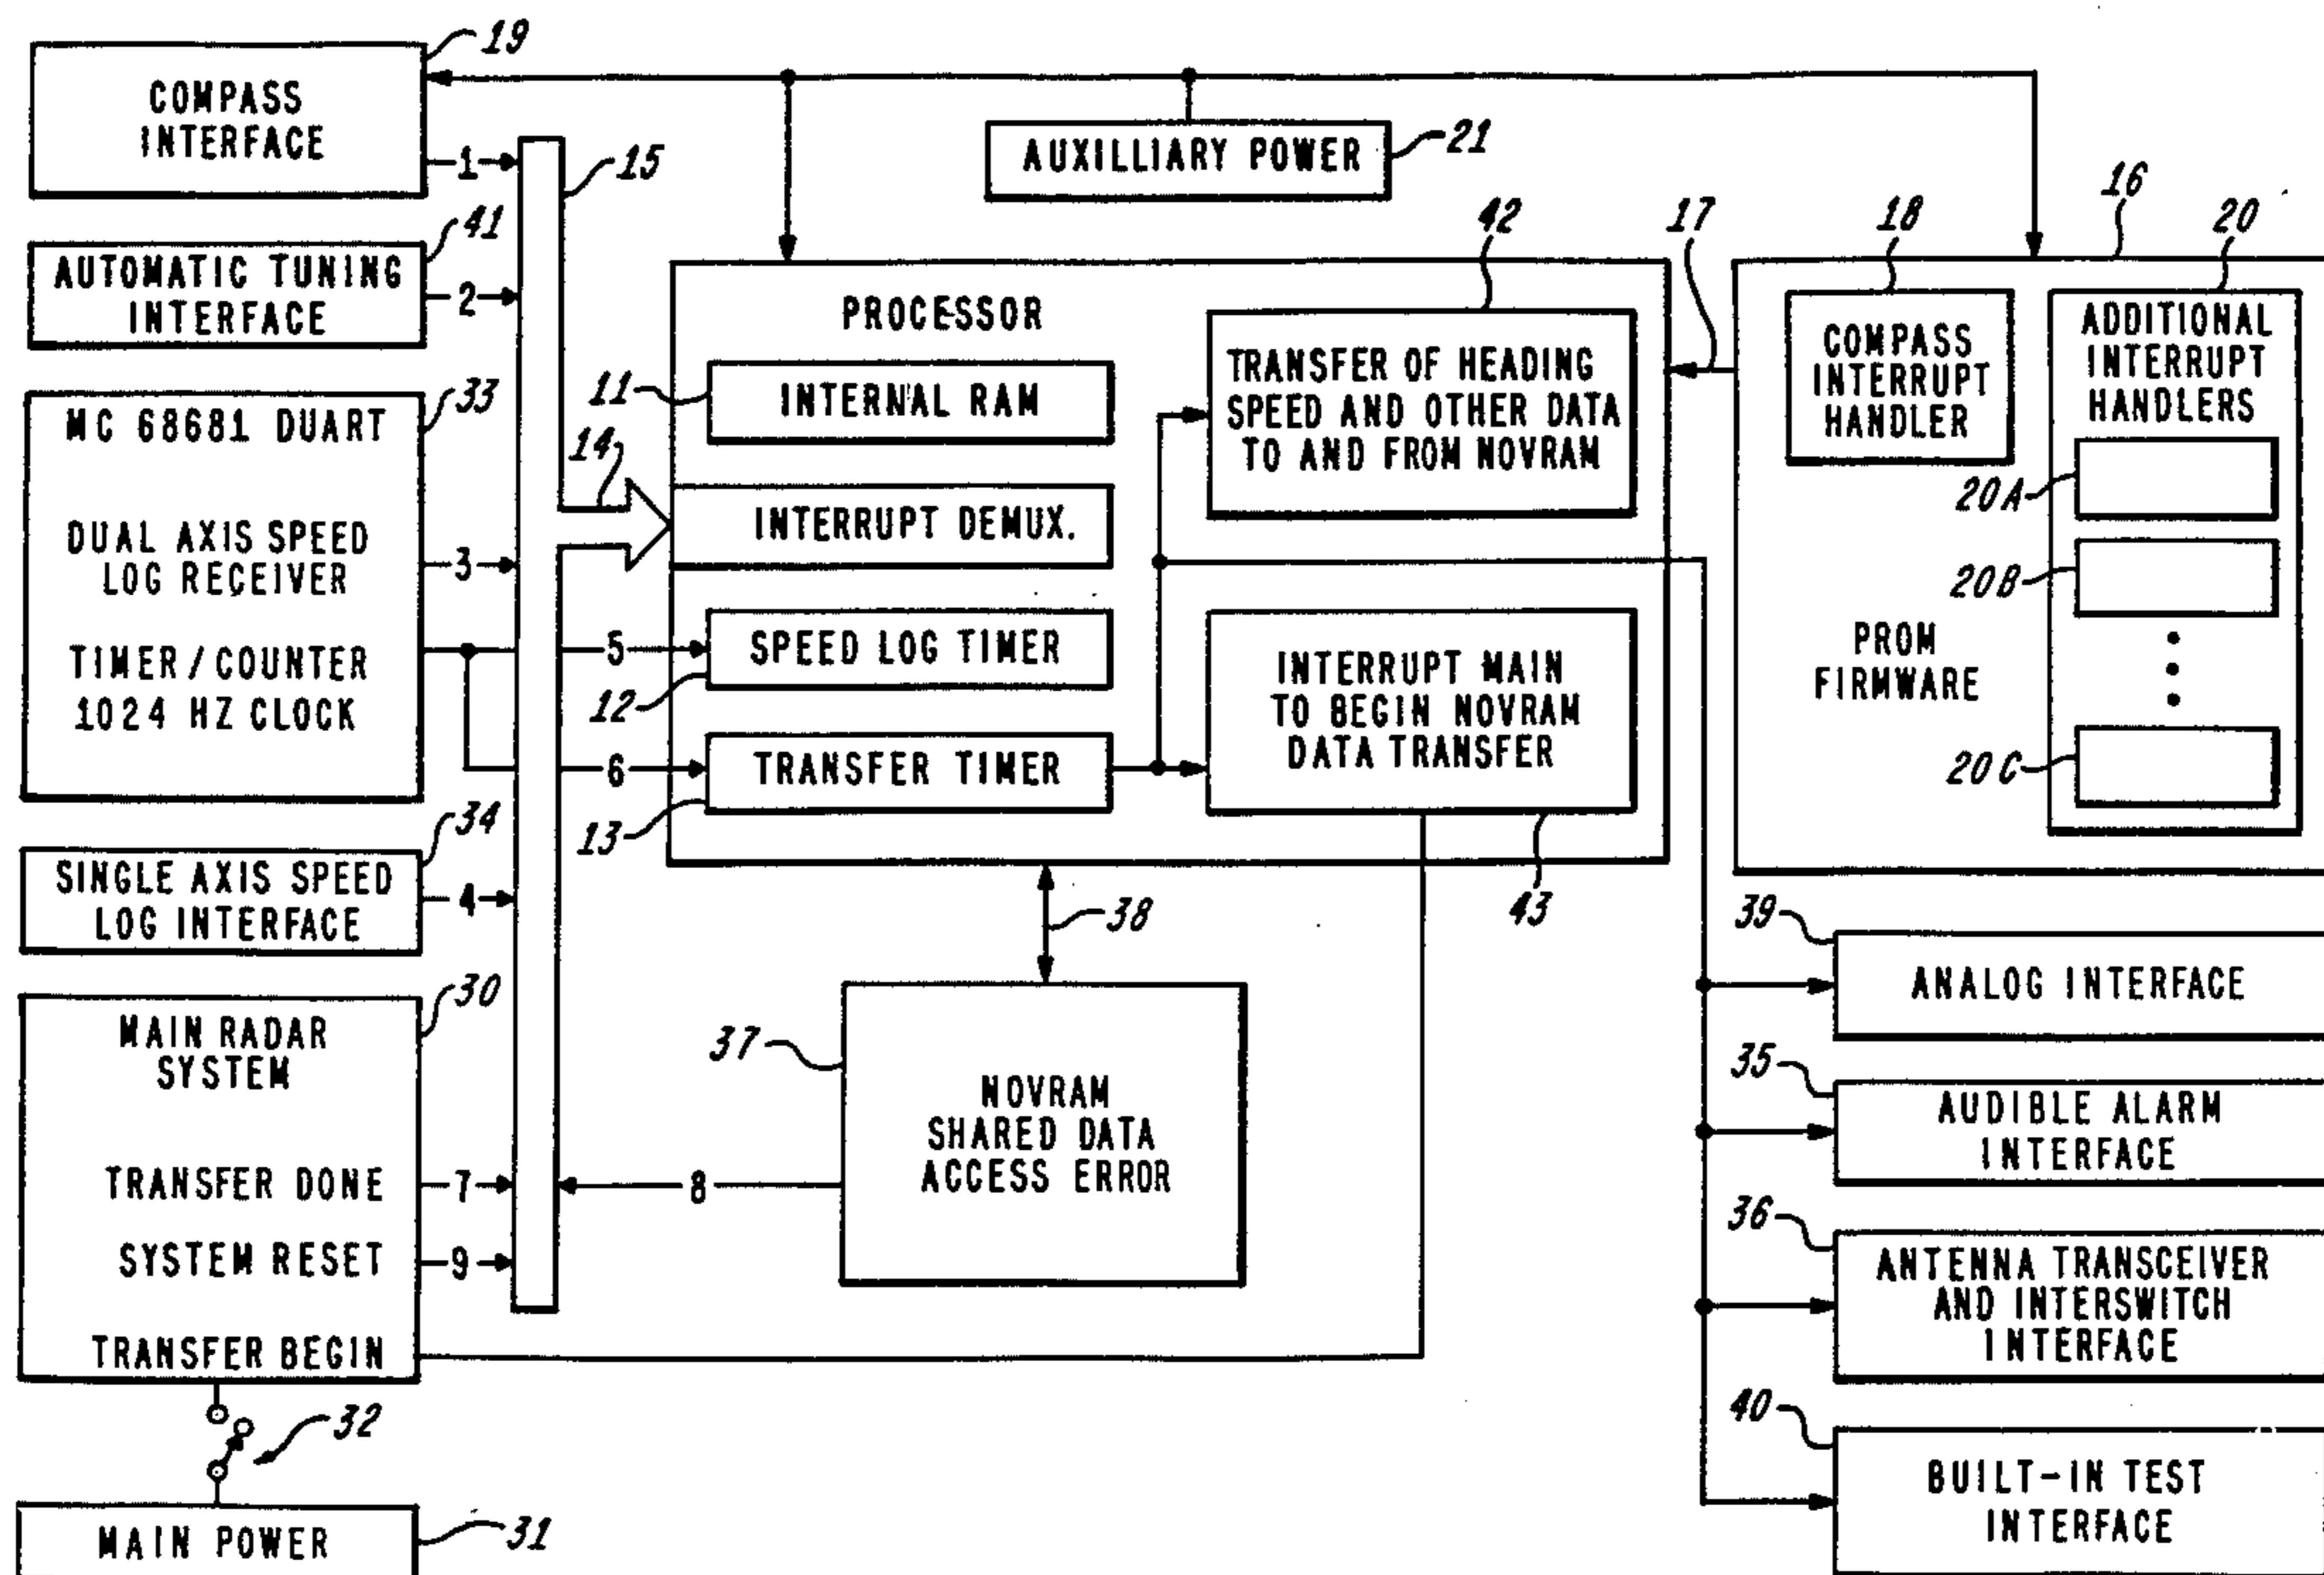 19
COMPASS
INTERFACE
1
15
AUXILLIARY POWER
21
41
AUTOMATIC TUNING
INTERFACE
2
33
MC 68681 DUART
DUAL AXIS SPEED
LOG RECEIVER
3
TIMER/COUNTER
1024 HZ CLOCK
34
SINGLE AXIS SPEED
LOG INTERFACE
4
30
MAIN RADAR
SYSTEM
TRANSFER DONE
7
SYSTEM RESET
9
TRANSFER BEGIN
32
MAIN POWER
31
PROCESSOR
11
INTERNAL RAM
14
INTERRUPT DEMUX.
5
SPEED LOG TIMER
12
6
TRANSFER TIMER
13
42
TRANSFER OF HEADING
SPEED AND OTHER DATA
TO AND FROM NOVRAM
INTERRUPT MAIN
TO BEGIN NOVRAM
DATA TRANSFER
43
38
37
NOVRAM
SHARED DATA
ACCESS ERROR
8
17
16
18
COMPASS
INTERRUPT
HANDLER
20
ADDITIONAL
INTERRUPT
HANDLERS
20A
20B
20C
PROM
FIRMWARE
39
ANALOG INTERFACE
35
AUDIBLE ALARM
INTERFACE
36
ANTENNA TRANSCEIVER
AND INTERSWITCH
INTERFACE
40
BUILT-IN TEST
INTERFACE